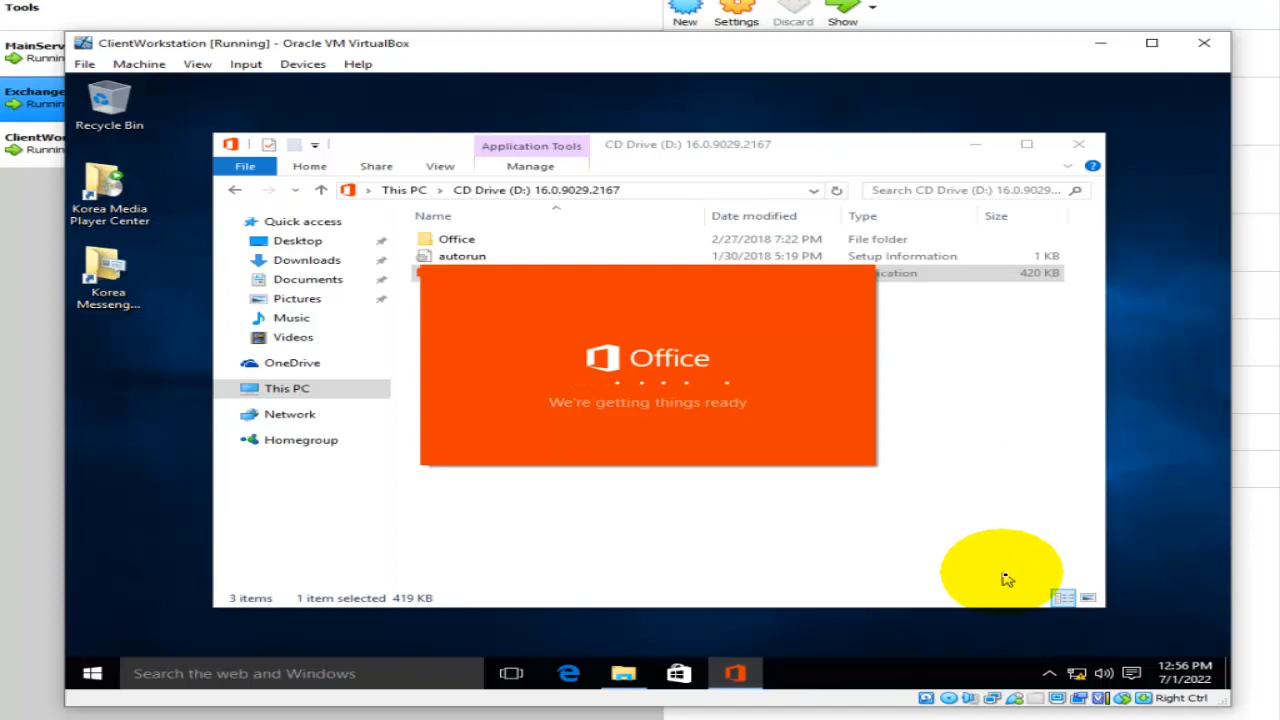 Tools
New Settings Discard Show
MainServ
Runnin
Exchange
Runnin
ClientWo
Runnin
ClientWorkstation [Running] - Oracle VM VirtualBox
File Machine View Input Devices Help
Recycle Bin
Korea Media
Player Center
Korea
Messeng...
Application Tools CD Drive (D:) 16.0.9029.2167
File Home Share View Manage
This PC CD Drive (D:) 16.0.9029.2167 Search CD Drive (D:) 16.0.9029...
Quick access
Desktop
Downloads
Documents
Pictures
Music
Videos
OneDrive
This PC
Network
Homegroup
Name Date modified Type Size
Office 2/27/2018 7:22 PM File folder
autorun 1/30/2018 5:19 PM Setup Information 1 KB
ication 420 KB
Office
We're getting things ready
3 items 1 item selected 419 KB
Search the web and Windows
12:56 PM
7/1/2022
Right Ctrl